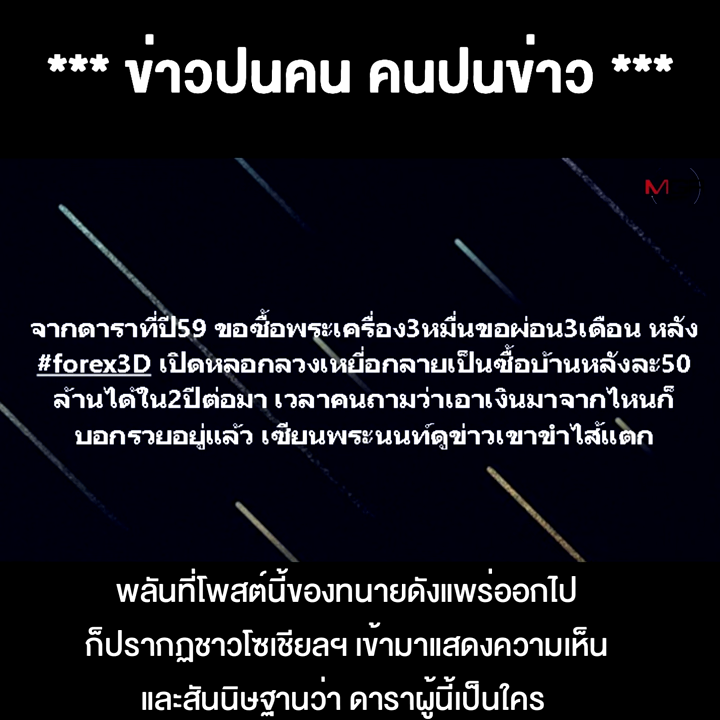 *** ข่าวปนคน คนปนข่าว ***
M
จากดาราที่ปี59 ขอซื้อพระเครื่อง3หมื่นขอผ่อน3เดือน หลัง
#forex3D เปิดหลอกลวงเหยื่อกลายเป็นซื้อบ้านหลังละ50
ล้านได้ใน2ปีต่อมา เวลาคนถามว่าเอาเงินมาจากไหนก็
บอกรวยอยู่แล้ว เซียนพระนนท์ดูข่าวเขาขำไส้แตก
พลันที่โพสต์นี้ของทนายดังแพร่ออกไป
ก็ปรากฏชาวโซเชียลฯ เข้ามาแสดงความเห็น
และสันนิษฐานว่า ดาราผู้นี้เป็นใคร